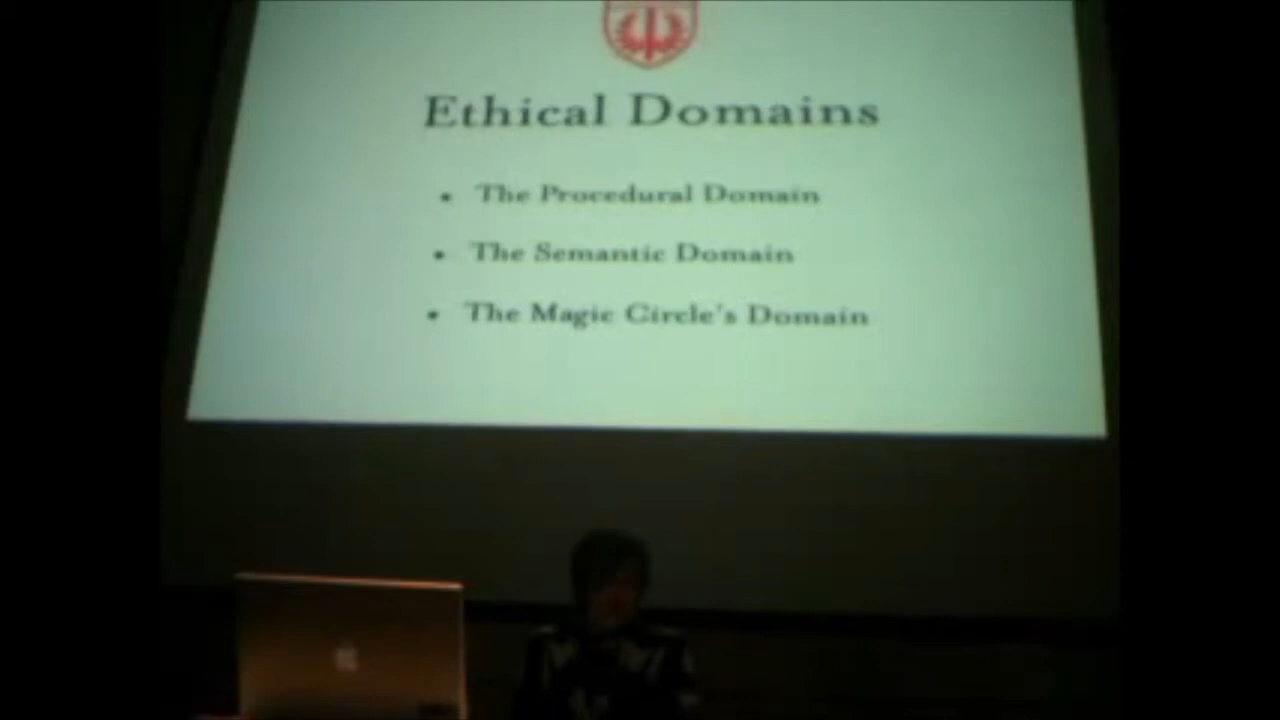 Ethical Domains
• The Procedural Domain
• The Semantic Domain
• The Magic Circle's Domain